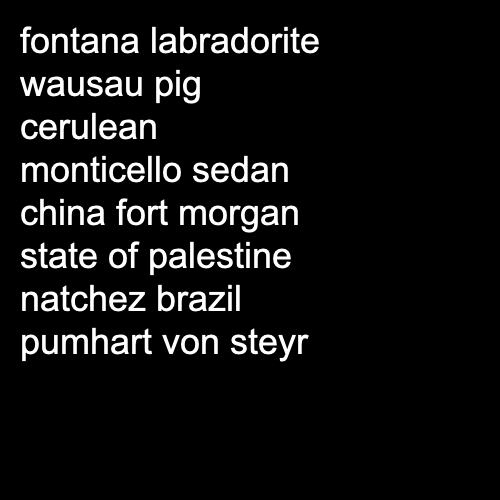 fontana labradorite
wausau pig
cerulean
monticello sedan
china fort morgan
state of palestine
natchez brazil
pumhart von steyr